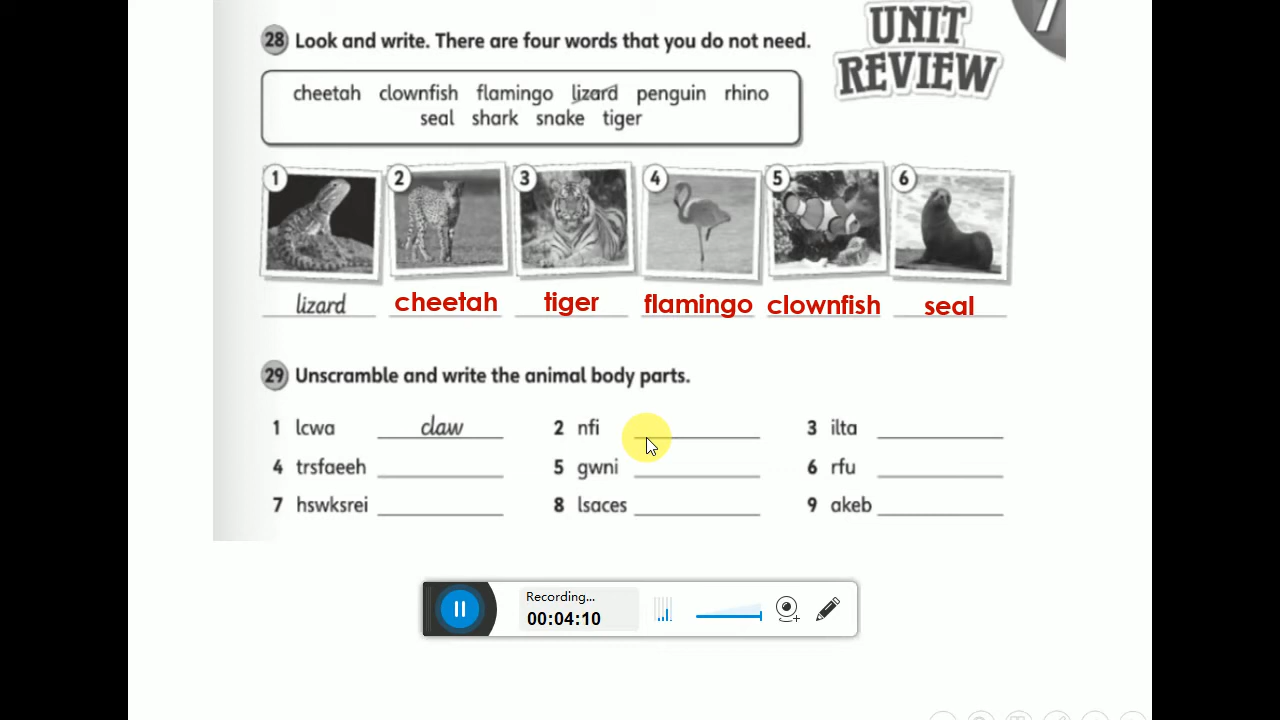 7
UNIT
REVIEW
28 Look and write. There are four words that you do not need.
cheetah clownfish flamingo lizard penguin rhino
seal shark snake tiger
1 2 3 4 5 6
lizard cheetah tiger flamingo clownfish seal
29 Unscramble and write the animal body parts.
1 lcwa claw 2 nfi 3 ilta
4 trsfaeeh 5 gwni 6 rfu
7 hswksrei 8 lsaces 9 akeb
Recording...
00:04:10